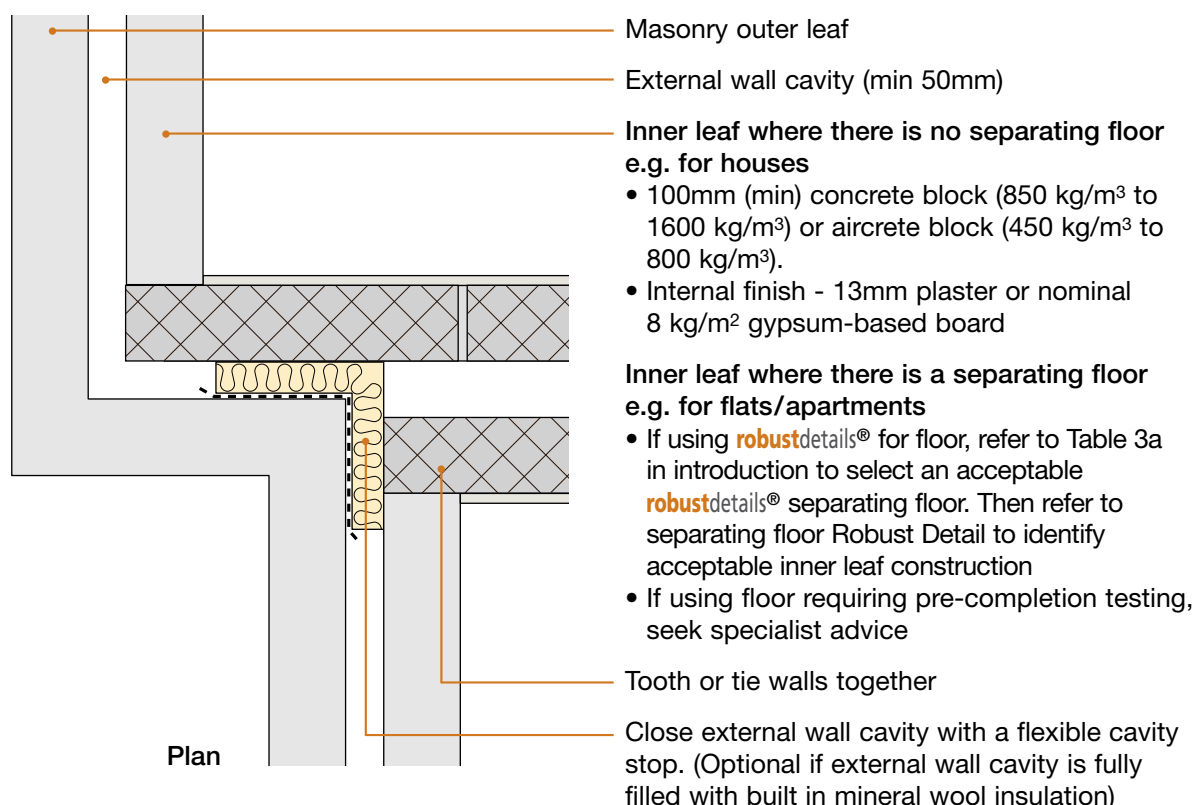 Masonry outer leaf
External wall cavity (min 50mm)
Inner leaf where there is no separating floor
e.g. for houses
• 100mm (min) concrete block (850 kg/m³ to
1600 kg/m³) or aircrete block (450 kg/m³ to
800 kg/m³).
• Internal finish - 13mm plaster or nominal
8 kg/m² gypsum-based board
Inner leaf where there is a separating floor
e.g. for flats/apartments
• If using robustdetails® for floor, refer to Table 3a
in introduction to select an acceptable
robustdetails® separating floor. Then refer to
separating floor Robust Detail to identify
acceptable inner leaf construction
• If using floor requiring pre-completion testing,
seek specialist advice
Tooth or tie walls together
Close external wall cavity with a flexible cavity
stop. (Optional if external wall cavity is fully
filled with built in mineral wool insulation)
Plan